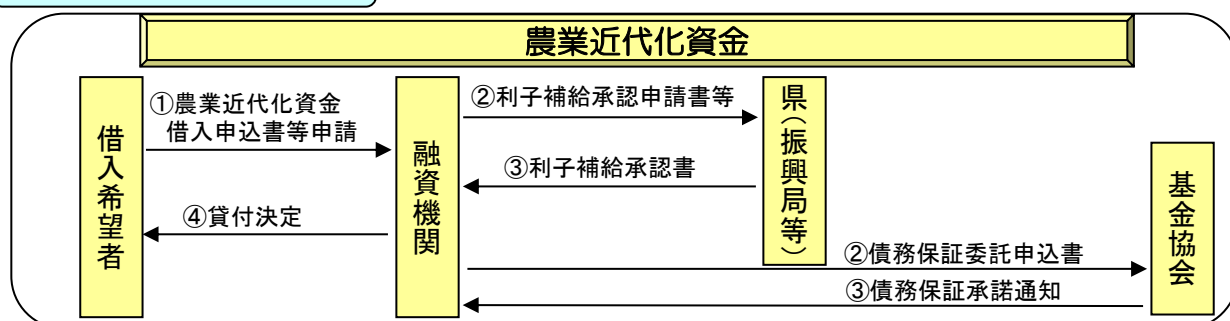 農業近代化資金
借入希望者
①農業近代化資金
借入申込書等申請
④貸付決定
融資機関
②利子補給承認申請書等
③利子補給承認書
県（振興局等）
②債務保証委託申込書
③債務保証承諾通知
基金協会